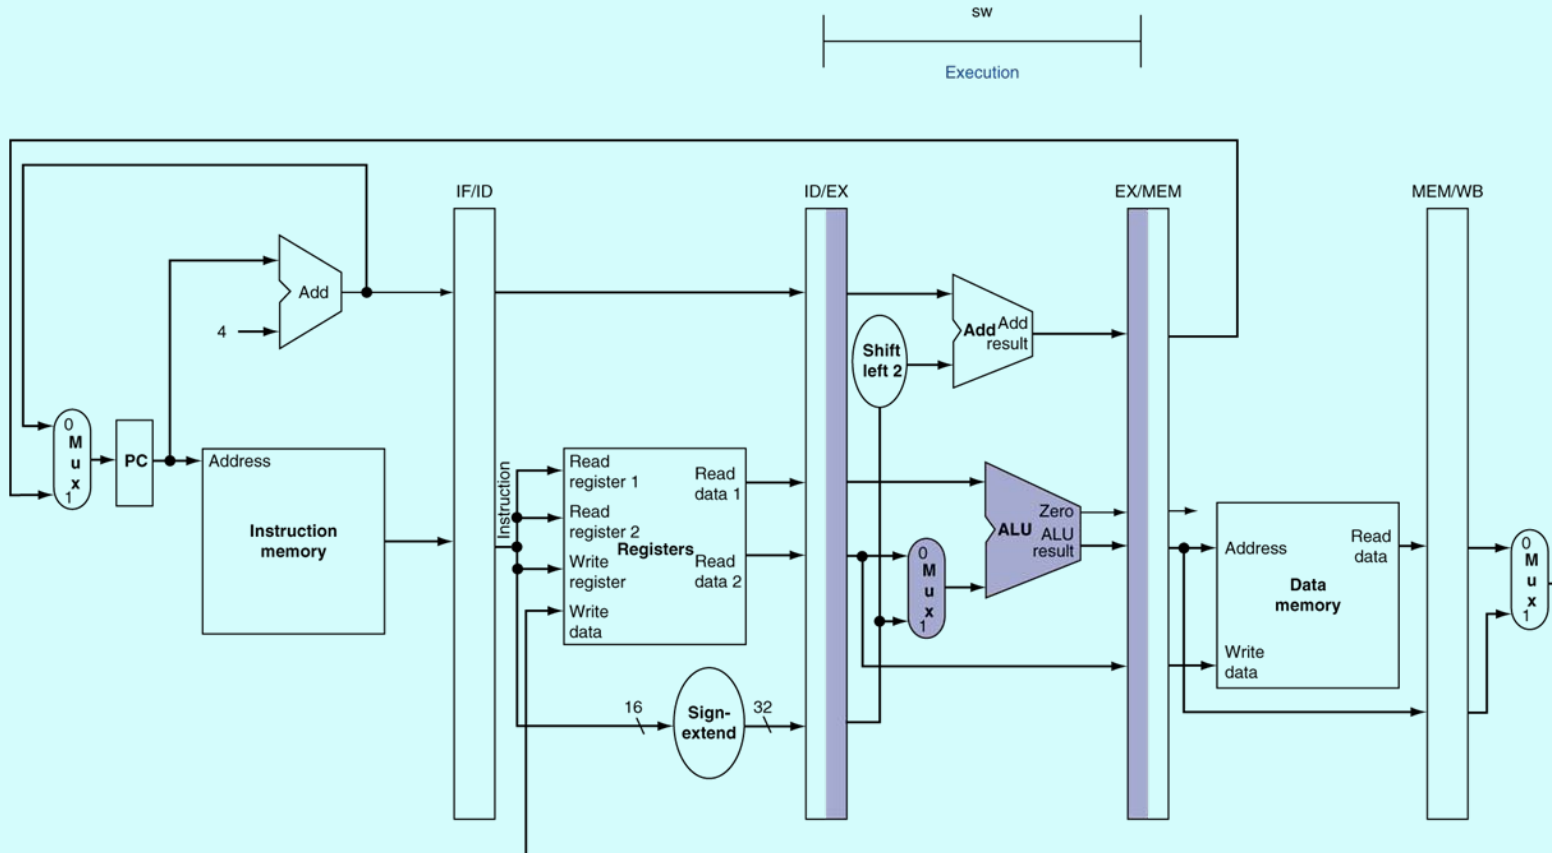 sw
Execution
IF/ID
ID/EX
EX/MEM
MEM/WB
Add
4
0
M
u
x
1
PC
Address
Instruction
memory
Instruction
Read
register 1
Read
register 2
Write
register
Write
data
Registers
Read
data 1
Read
data 2
16
Sign-
extend
32
Shift
left 2
Add
Add
result
0
M
u
x
1
ALU
Zero
ALU
result
Address
Write
data
Data
memory
Read
data
0
M
u
x
1